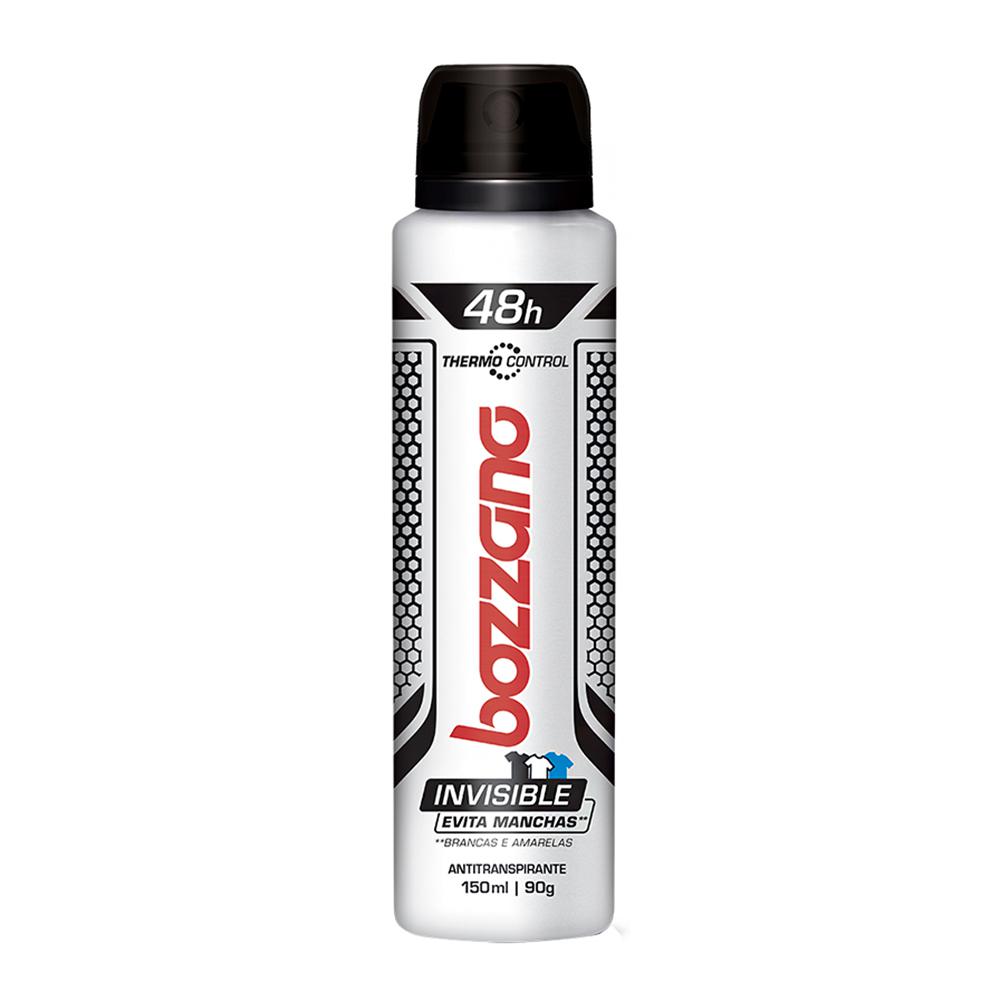 48h
THERMO CONTROL
bozzano
INVISIBLE
EVITA MANCHAS**
**BRANCAS E AMARELAS
ANTITRANSPIRANTE
150ml | 90g